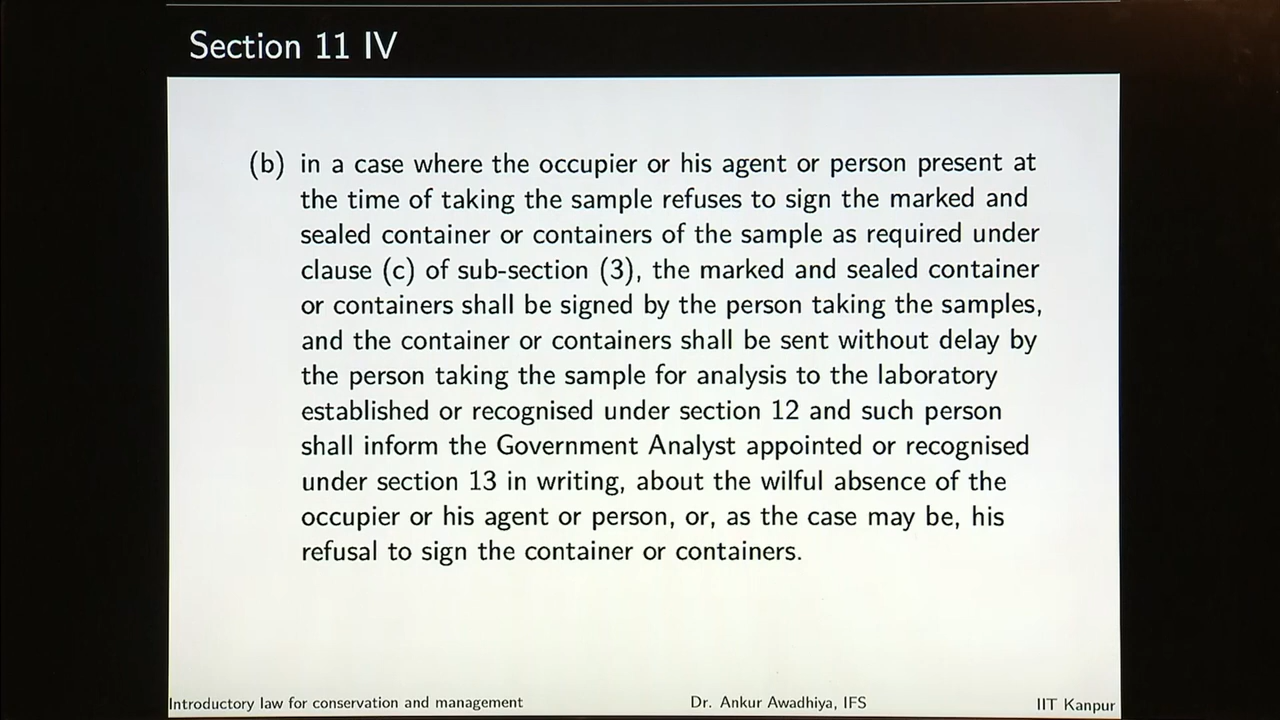 Section 11 IV
(b) in a case where the occupier or his agent or person present at
the time of taking the sample refuses to sign the marked and
sealed container or containers of the sample as required under
clause (c) of sub-section (3), the marked and sealed container
or containers shall be signed by the person taking the samples,
and the container or containers shall be sent without delay by
the person taking the sample for analysis to the laboratory
established or recognised under section 12 and such person
shall inform the Government Analyst appointed or recognised
under section 13 in writing, about the wilful absence of the
occupier or his agent or person, or, as the case may be, his
refusal to sign the container or containers.
Introductory law for conservation and management Dr. Ankur Awadhiya, IFS IIT Kanpur